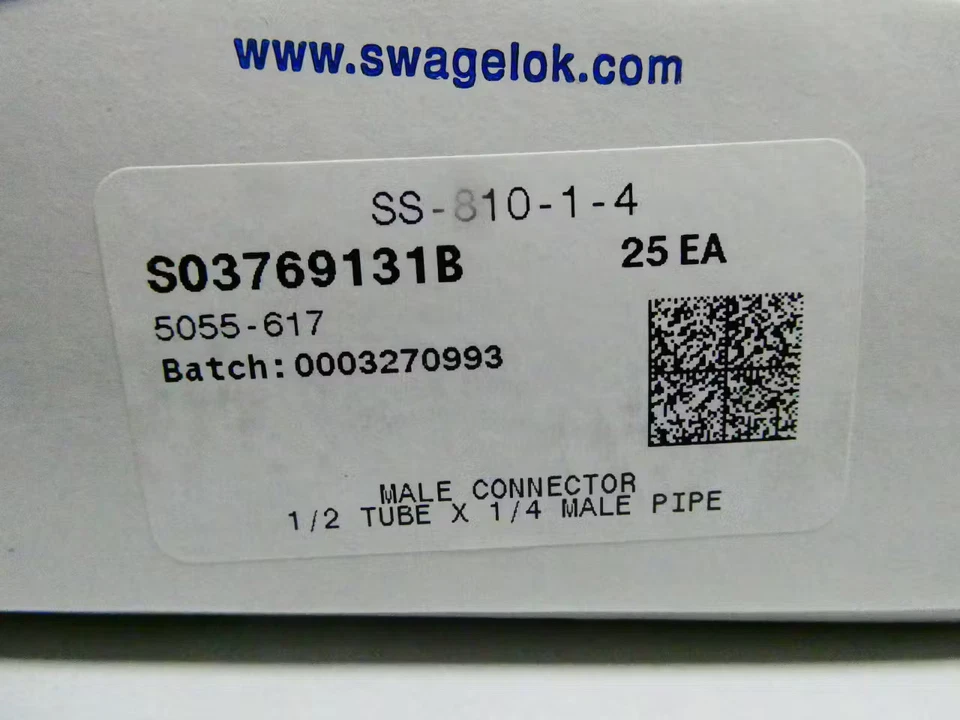 www.swagelok.com
SS-810-1-4
S03769131B 25 EA
5055-617
Batch:0003270993
MALE CONNECTOR
1/2 TUBE X 1/4 MALE PIPE